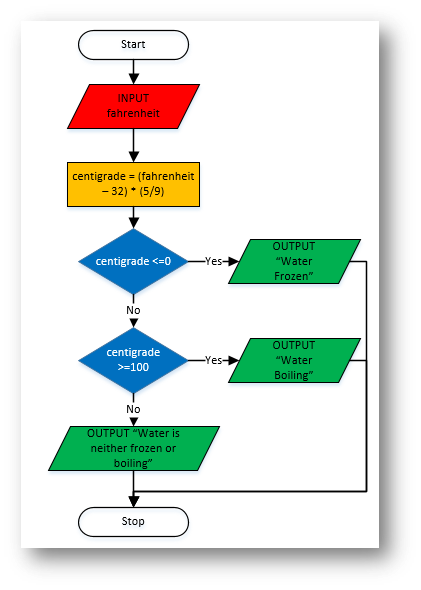 Start
INPUT
fahrenheit
centigrade = (fahrenheit
– 32) * (5/9)
centigrade <=0
Yes
OUTPUT
“Water
Frozen”
No
centigrade
>=100
Yes
OUTPUT
“Water
Boiling”
No
OUTPUT “Water is
neither frozen or
boiling”
Stop